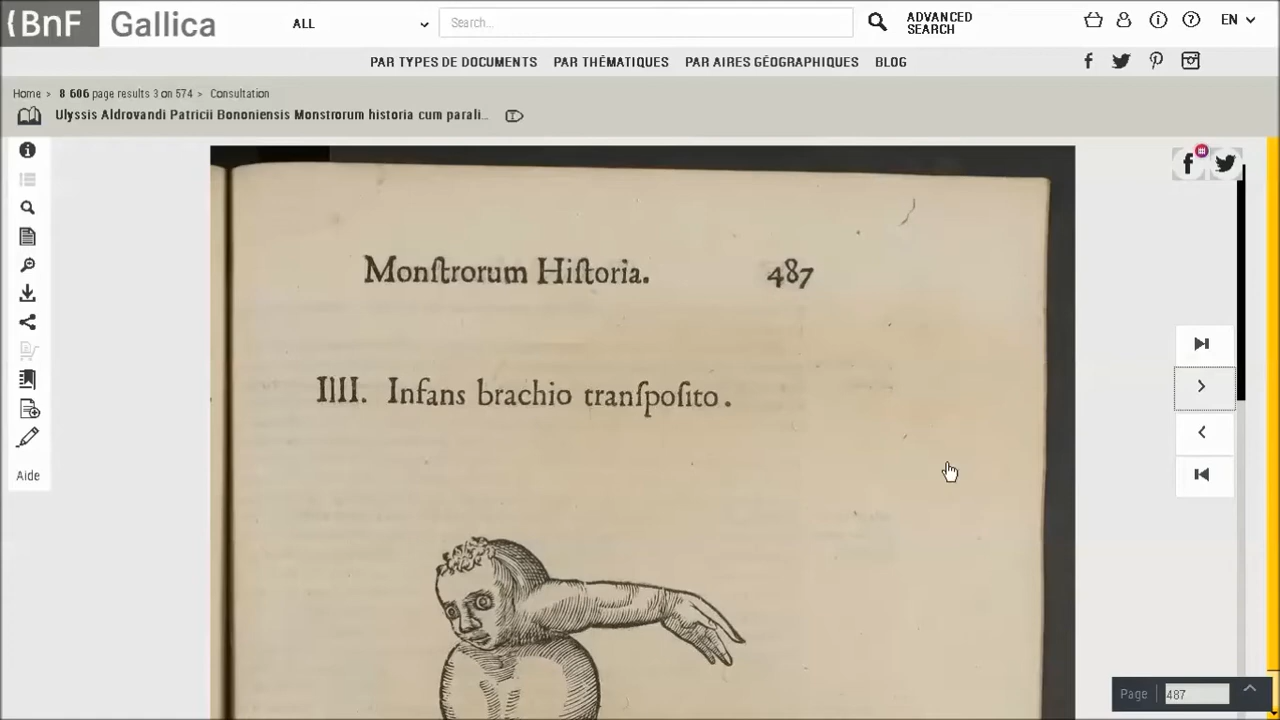 BnF Gallica
ALL
Search...
ADVANCED
SEARCH
EN
PAR TYPES DE DOCUMENTS PAR THÉMATIQUES PAR AIRES GÉOGRAPHIQUES BLOG
Home > 8 606 page results 3 on 574 > Consultation
Ulyssis Aldrovandi Patricii Bononiensis Monstrorum historia cum parali...
Monſtrorum Hiſtoria. 487
IIII. Infans brachio tranſpoſito.
Aide
Page 487